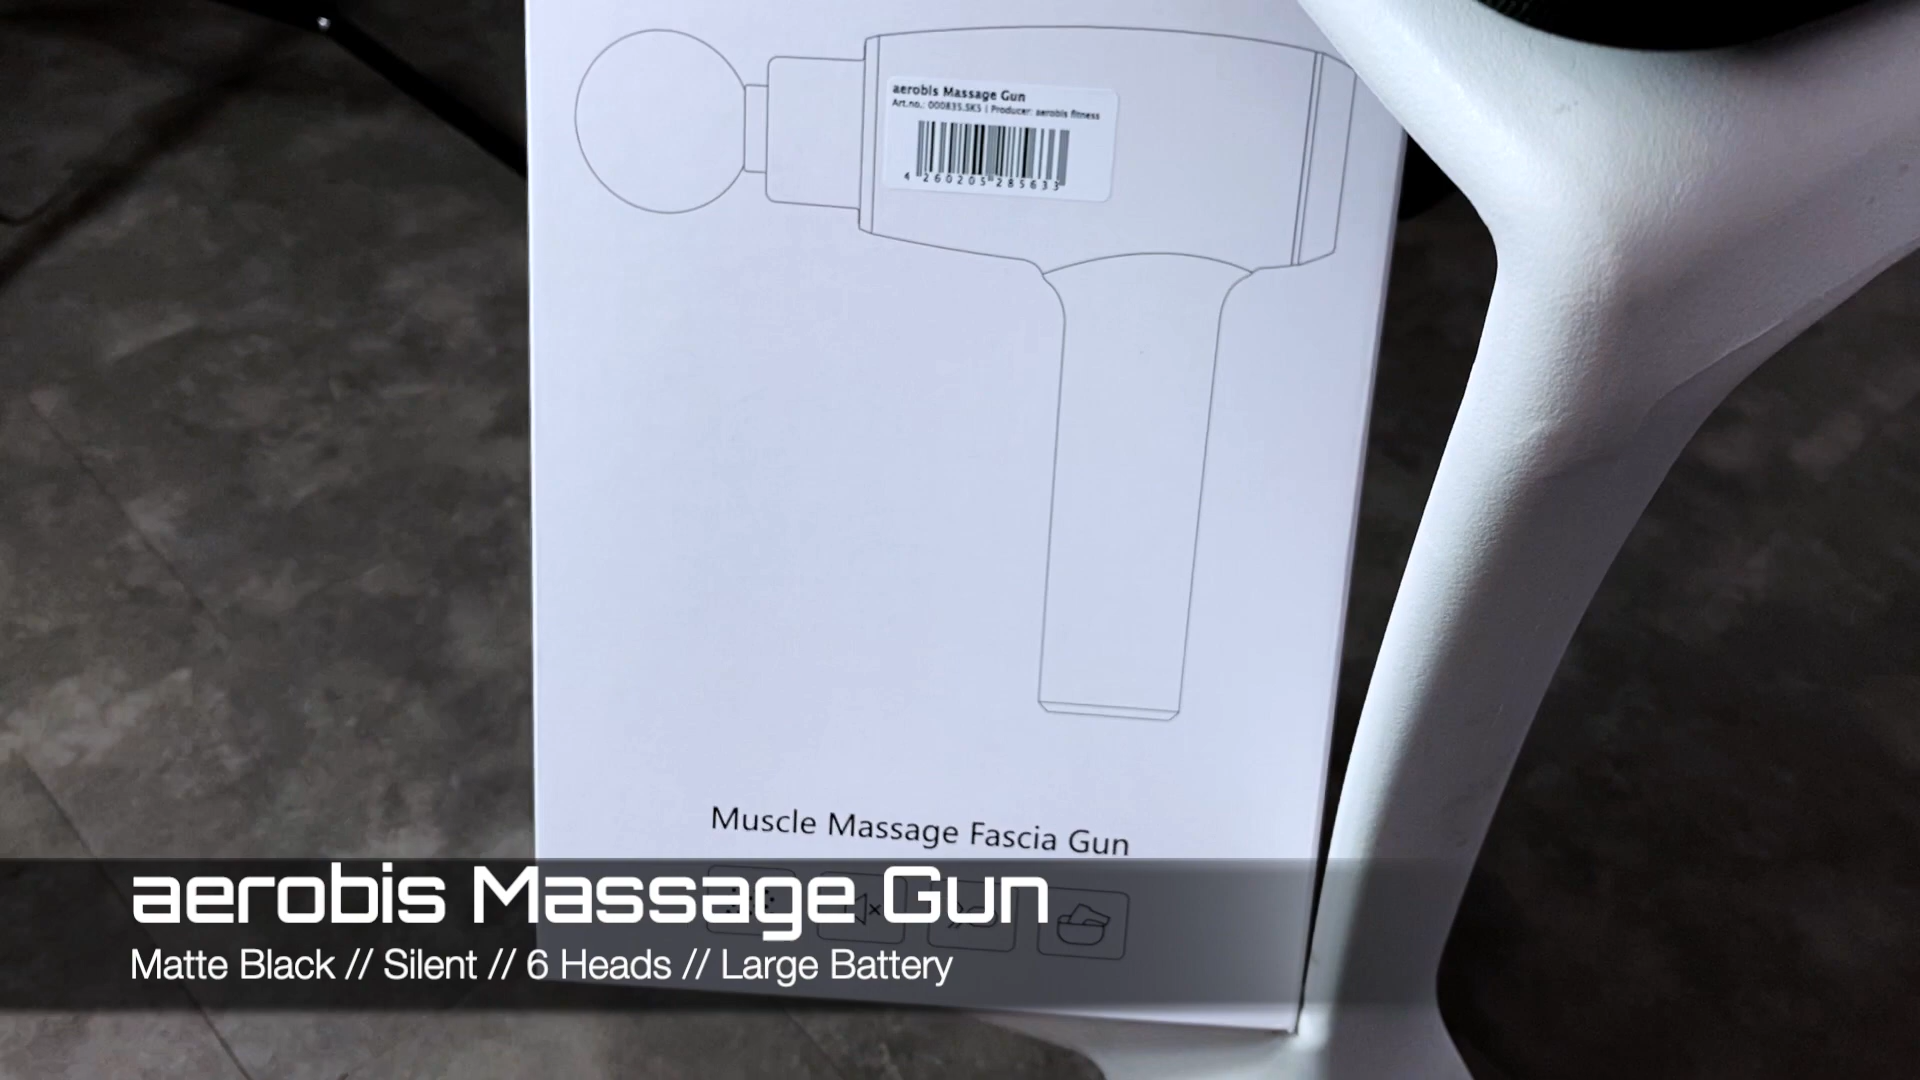 aerobis Massage Gun
Art.no.: 000835.SK5 | Producer: aerobis fitness
4 260205 285633
Muscle Massage Fascia Gun
aerobis Massage Gun
Matte Black // Silent // 6 Heads // Large Battery